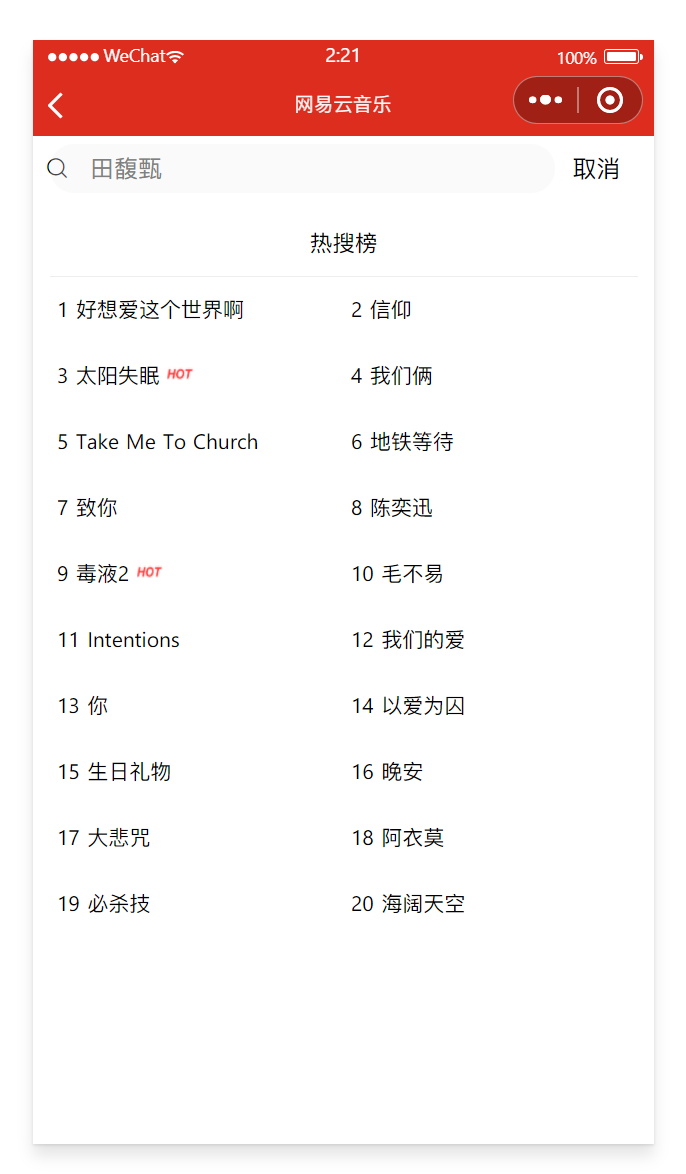 WeChat 2:21 100%
网易云音乐
田馥甄 取消
热搜榜
1 好想爱这个世界啊 2 信仰
3 太阳失眠 HOT 4 我们俩
5 Take Me To Church 6 地铁等待
7 致你 8 陈奕迅
9 毒液2 HOT 10 毛不易
11 Intentions 12 我们的爱
13 你 14 以爱为囚
15 生日礼物 16 晚安
17 大悲咒 18 阿衣莫
19 必杀技 20 海阔天空